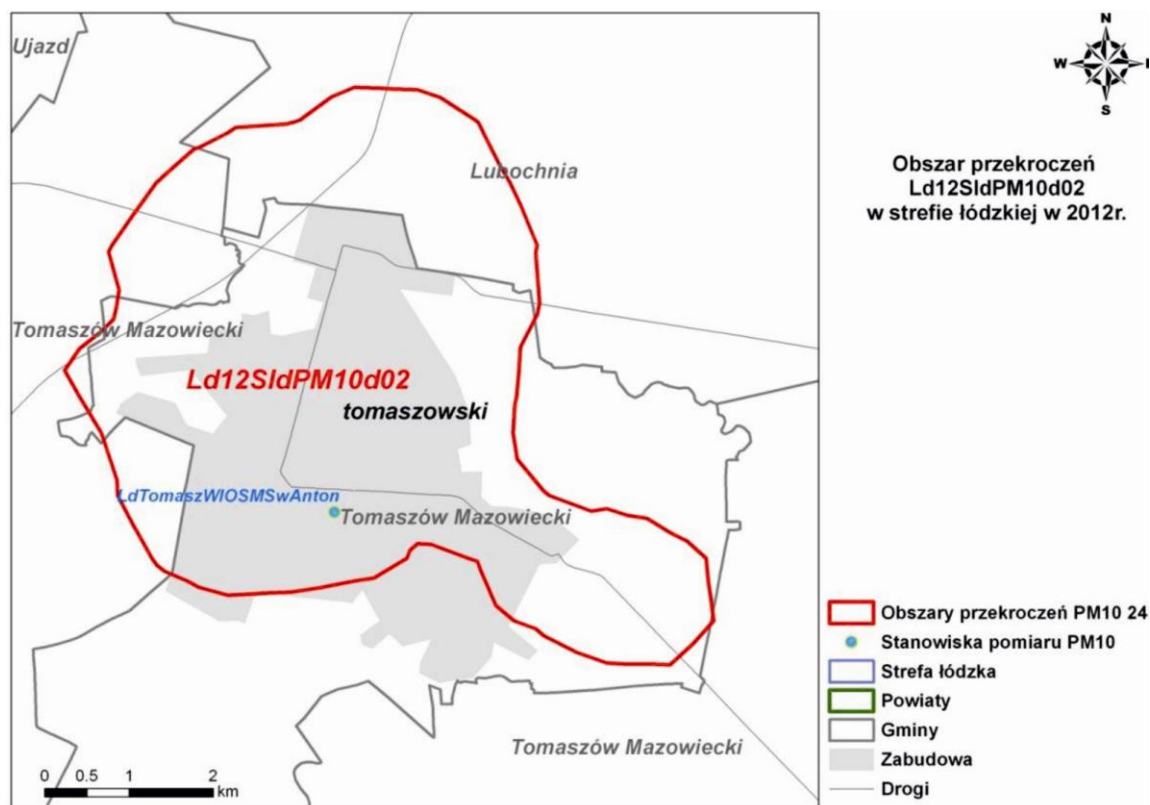 Ujazd
N
W
E
S
Obszar przekroczeń
Ld12SldPM10d02
w strefie łódzkiej w 2012r.
Lubochnia
Tomaszów Mazowiecki
Ld12SldPM10d02
tomaszowski
LdTomaszWIOSMSwAnton
Tomaszów Mazowiecki
Tomaszów Mazowiecki
Obszary przekroczeń PM10 24
Stanowiska pomiaru PM10
Strefa łódzka
Powiaty
Gminy
Zabudowa
Drogi
0 0.5 1 2
km